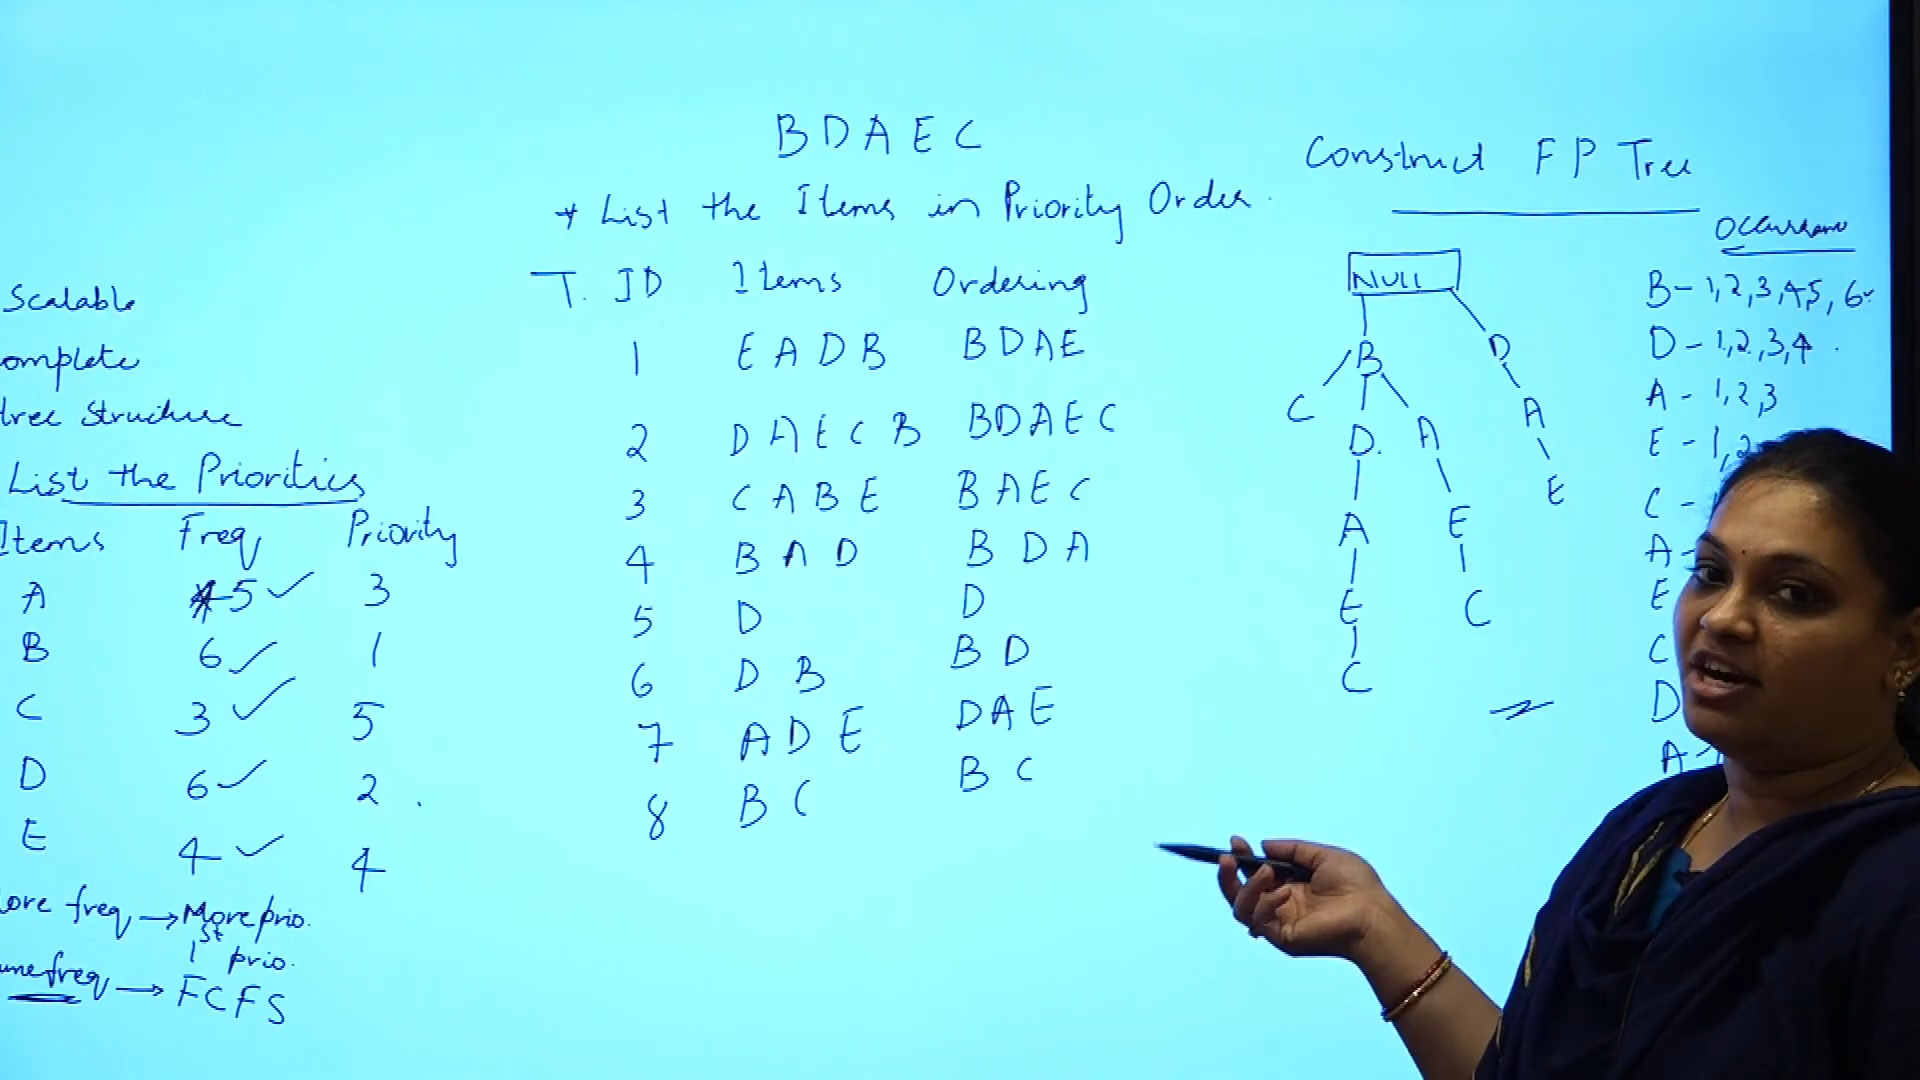 B D A E C
* List the Items in Priority Order.
T. ID Items Ordering
1 E A D B B D A E
2 D A E C B B D A E C
3 C A B E B A E C
4 B A D B D A
5 D D
6 D B B D
7 A D E D A E
8 B C B C
Scalable
omplete
tree Structure
List the Priorities
Items Freq Priority
A 5 ✓ 3
B 6 ✓ 1
C 3 ✓ 5
D 6 ✓ 2
E 4 ✓ 4
ore freq → More prio.
1st prio.
freq → FCFS
Construct FP Tree
NULL
B D
C D. A A
A E E
E C
C
Occurrence
B - 1,2,3,4,5,6
D - 1,2,3,4.
A - 1,2,3
E - 1,2
C -
A -
E
C
D
A -